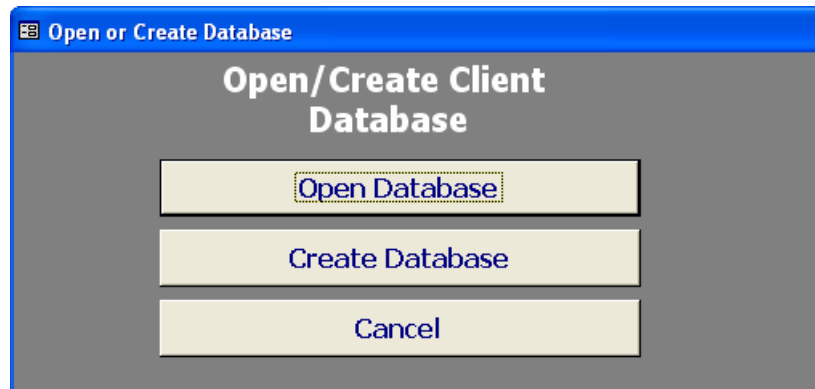 Open or Create Database
Open/Create Client
Database
Open Database
Create Database
Cancel